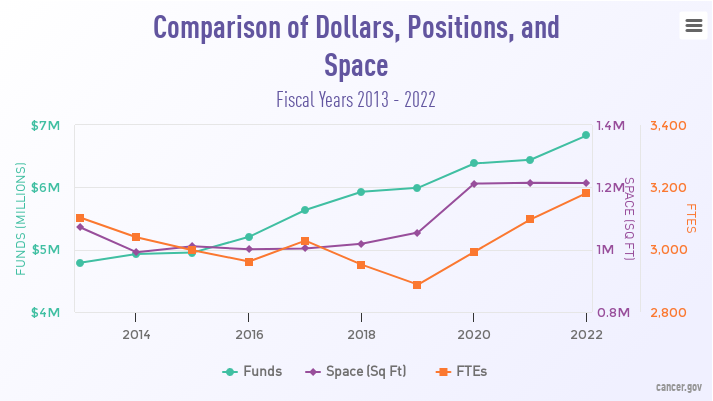 Comparison of Dollars, Positions, and
Space
Fiscal Years 2013 - 2022
$7M
$6M
$5M
$4M
FUNDS (MILLIONS)
1.4M
1.2M
1M
0.8M
SPACE (SQ FT)
3,400
3,200
3,000
2,800
FTES
2014
2016
2018
2020
2022
Funds
Space (Sq Ft)
FTEs
cancer.gov